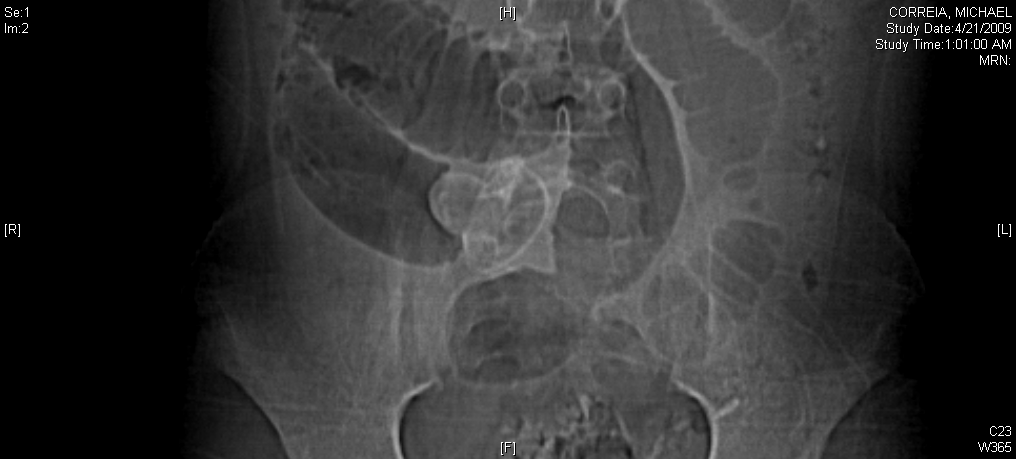 Se:1
Im:2
[H]
CORREIA, MICHAEL
Study Date:4/21/2009
Study Time:1:01:00 AM
MRN:
[R]
[L]
[F]
C23
W365